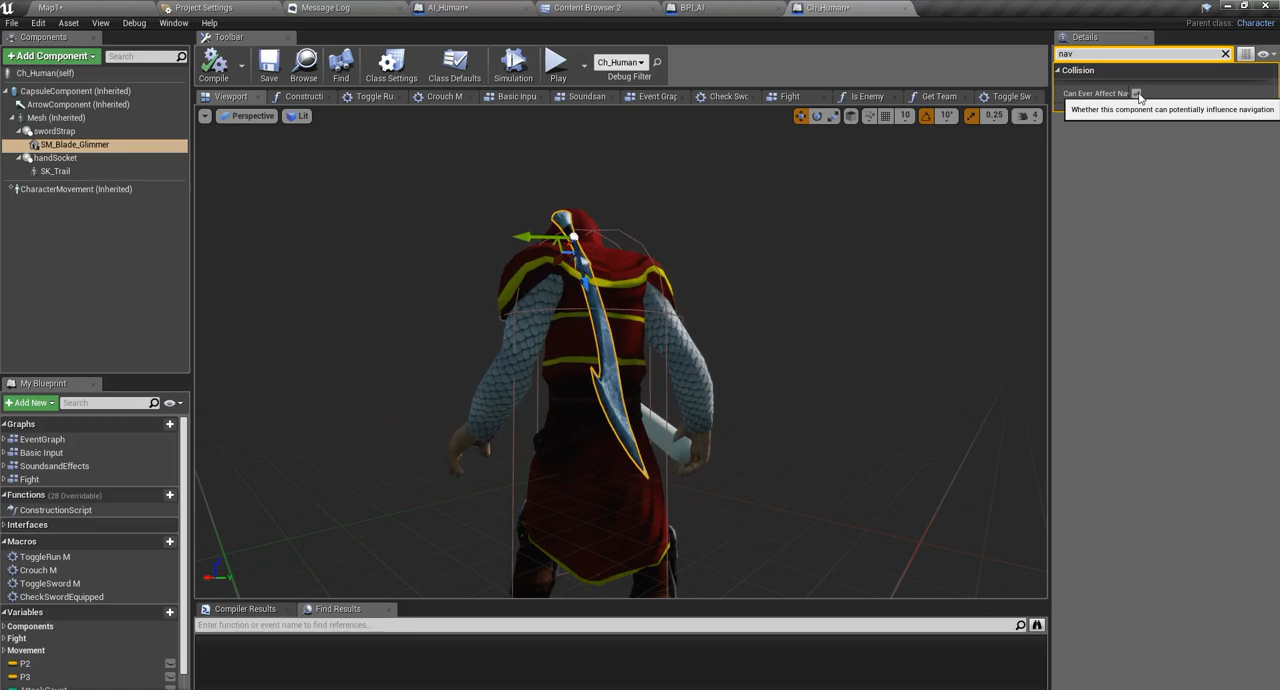 Map1*
Project Settings
Message Log
AI_Human*
Content Browser 2
BPI_AI
Ch_Human*
File
Edit
Asset
View
Debug
Window
Help
Parent class: Character
Components
Toolbar
Details
+ Add Component
Search
Compile
Save
Browse
Find
Class Settings
Class Defaults
Simulation
Play
Ch_Human
Debug Filter
nav
Ch_Human(self)
Collision
CapsuleComponent (Inherited)
ArrowComponent (Inherited)
Mesh (Inherited)
swordStrap
SM_Blade_Glimmer
handSocket
SK_Trail
CharacterMovement (Inherited)
Viewport
Constructi
Toggle Ru
Crouch M
Basic Inpu
Soundsan
Event Grap
Check Swo
Fight
Is Enemy
Get Team
Toggle Sw
Can Ever Affect Nav
Whether this component can potentially influence navigation
Perspective
Lit
10
10°
0.25
4
My Blueprint
+ Add New
Search
Graphs
EventGraph
Basic Input
SoundsandEffects
Fight
Functions (28 Overridable)
ConstructionScript
Interfaces
Macros
ToggleRun M
Crouch M
ToggleSword M
CheckSwordEquipped
Variables
Components
Fight
Movement
P2
P3
AttackCount
Compiler Results
Find Results
Enter function or event name to find references...